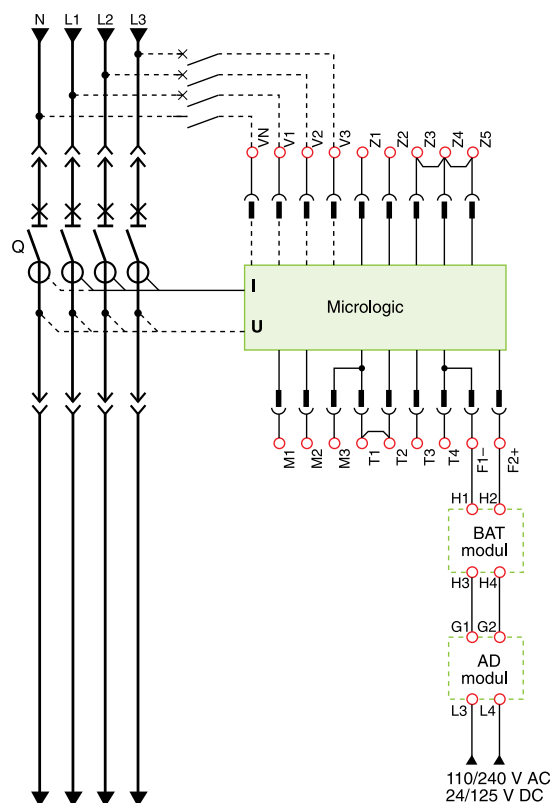 N L1 L2 L3
VN V1 V2 V3 Z1 Z2 Z3 Z4 Z5
Q
I
Micrologic
U
M1 M2 M3 T1 T2 T3 T4 F1– F2+
H1 H2
BAT
modul
H3 H4
G1 G2
AD
modul
L3 L4
110/240 V AC
24/125 V DC